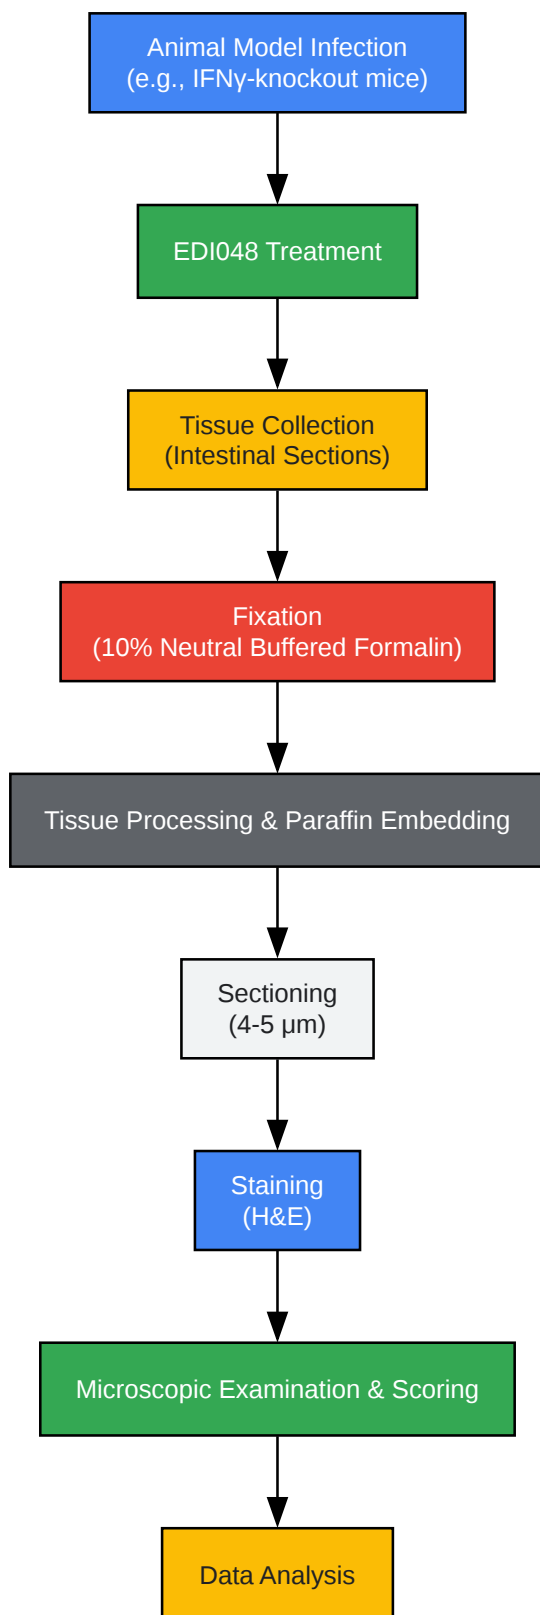 Animal Model Infection
(e.g., IFNγ-knockout mice)
EDI048 Treatment
Tissue Collection
(Intestinal Sections)
Fixation
(10% Neutral Buffered Formalin)
Tissue Processing & Paraffin Embedding
Sectioning
(4-5 μm)
Staining
(H&E)
Microscopic Examination & Scoring
Data Analysis